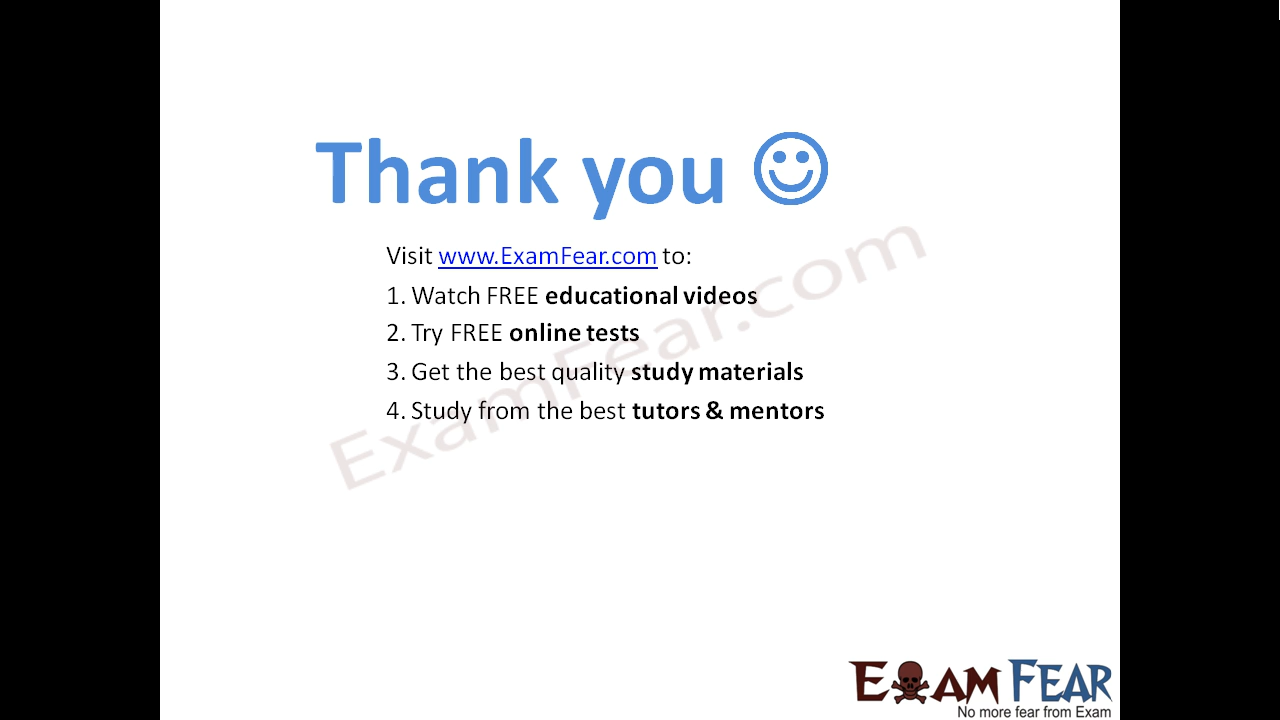 Thank you
Visit www.ExamFear.com to:
1. Watch FREE educational videos
2. Try FREE online tests
3. Get the best quality study materials
4. Study from the best tutors & mentors
ExamFear.com
EXAM FEAR
No more fear from Exam